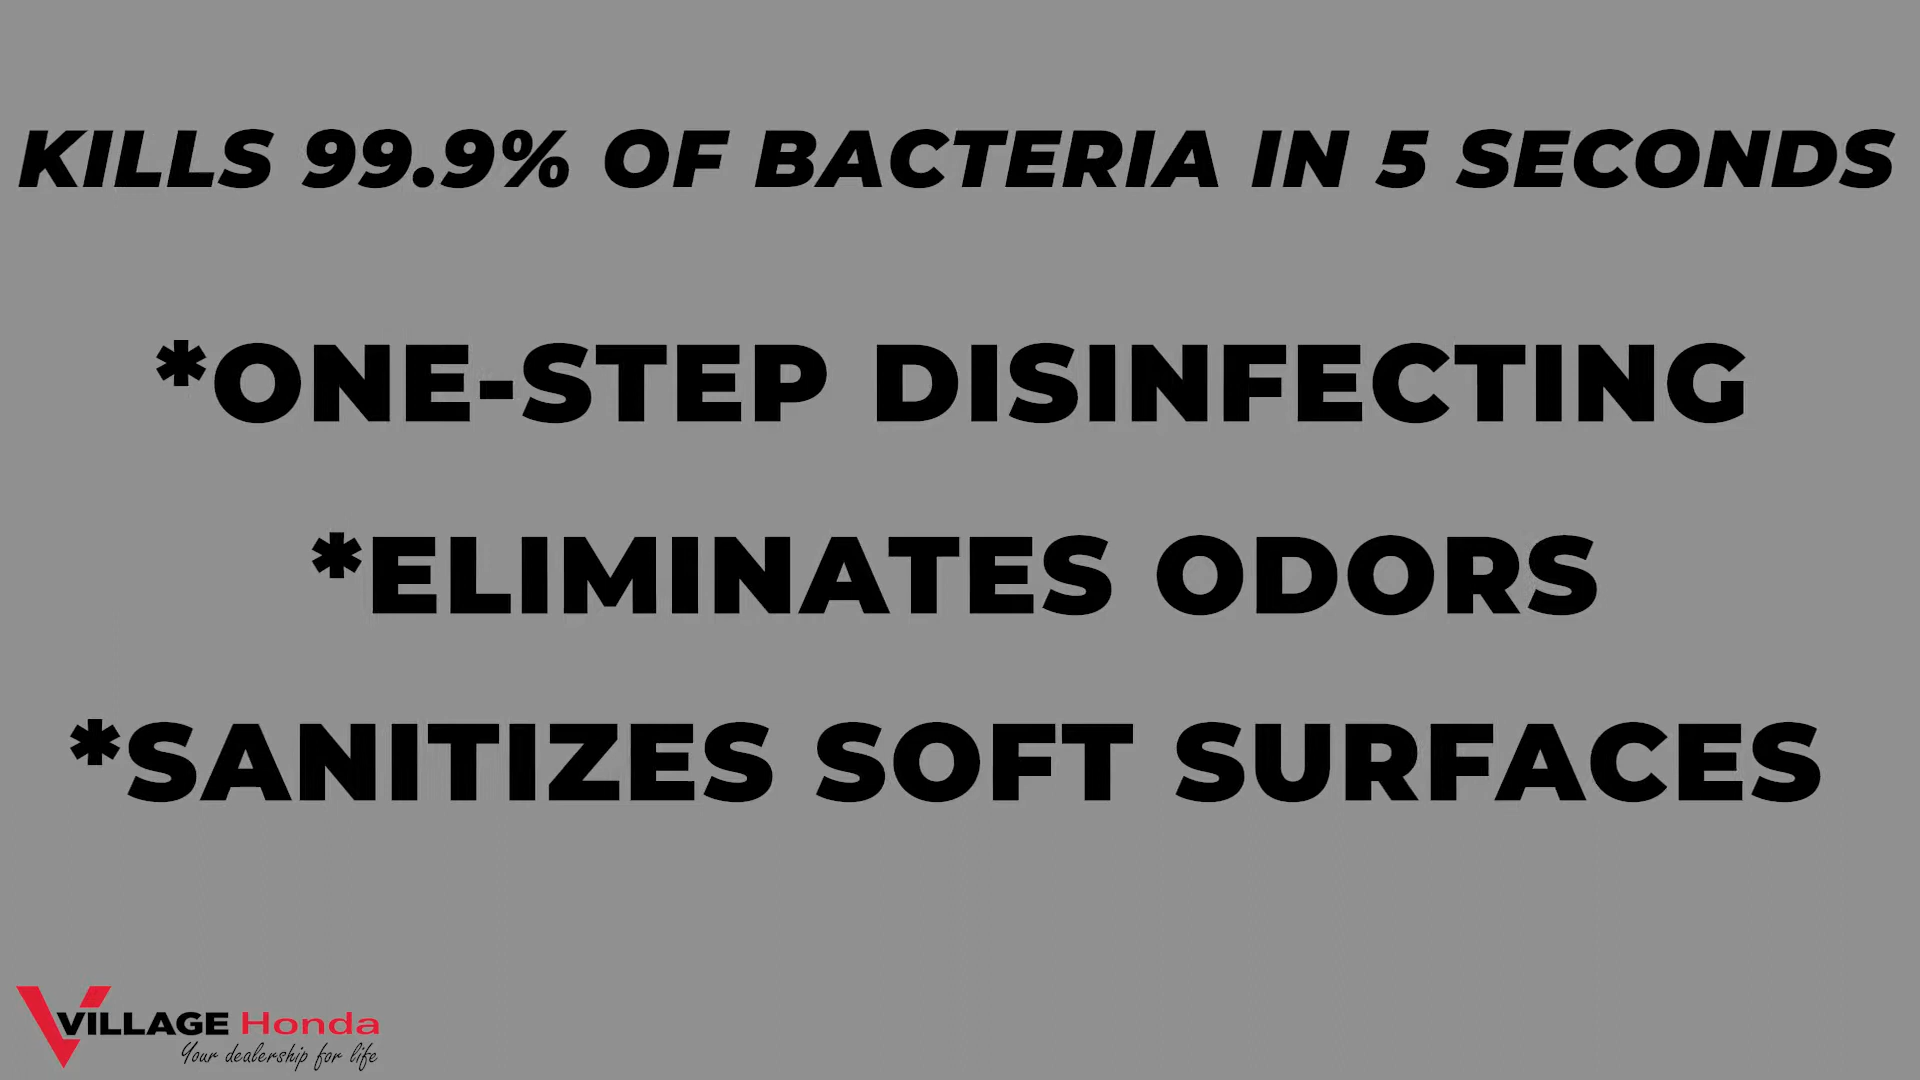 KILLS 99.9% OF BACTERIA IN 5 SECONDS
*ONE-STEP DISINFECTING
*ELIMINATES ODORS
*SANITIZES SOFT SURFACES
VILLAGE Honda
Your dealership for life